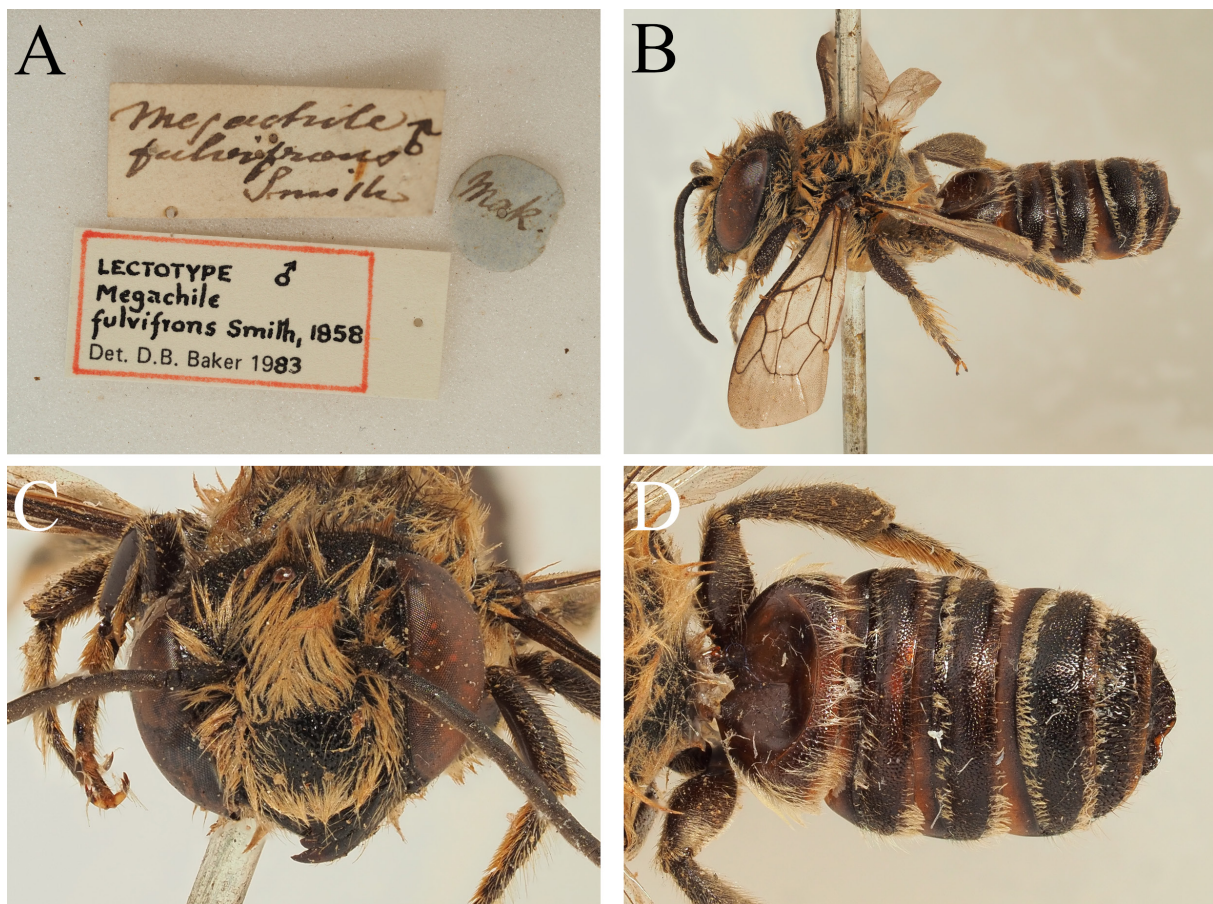 A
Megachile ♂
fulvifrons
Smith
Mak
LECTOTYPE ♂
Megachile
fulvifrons Smith, 1858
Det. D.B. Baker 1983
B
C
D